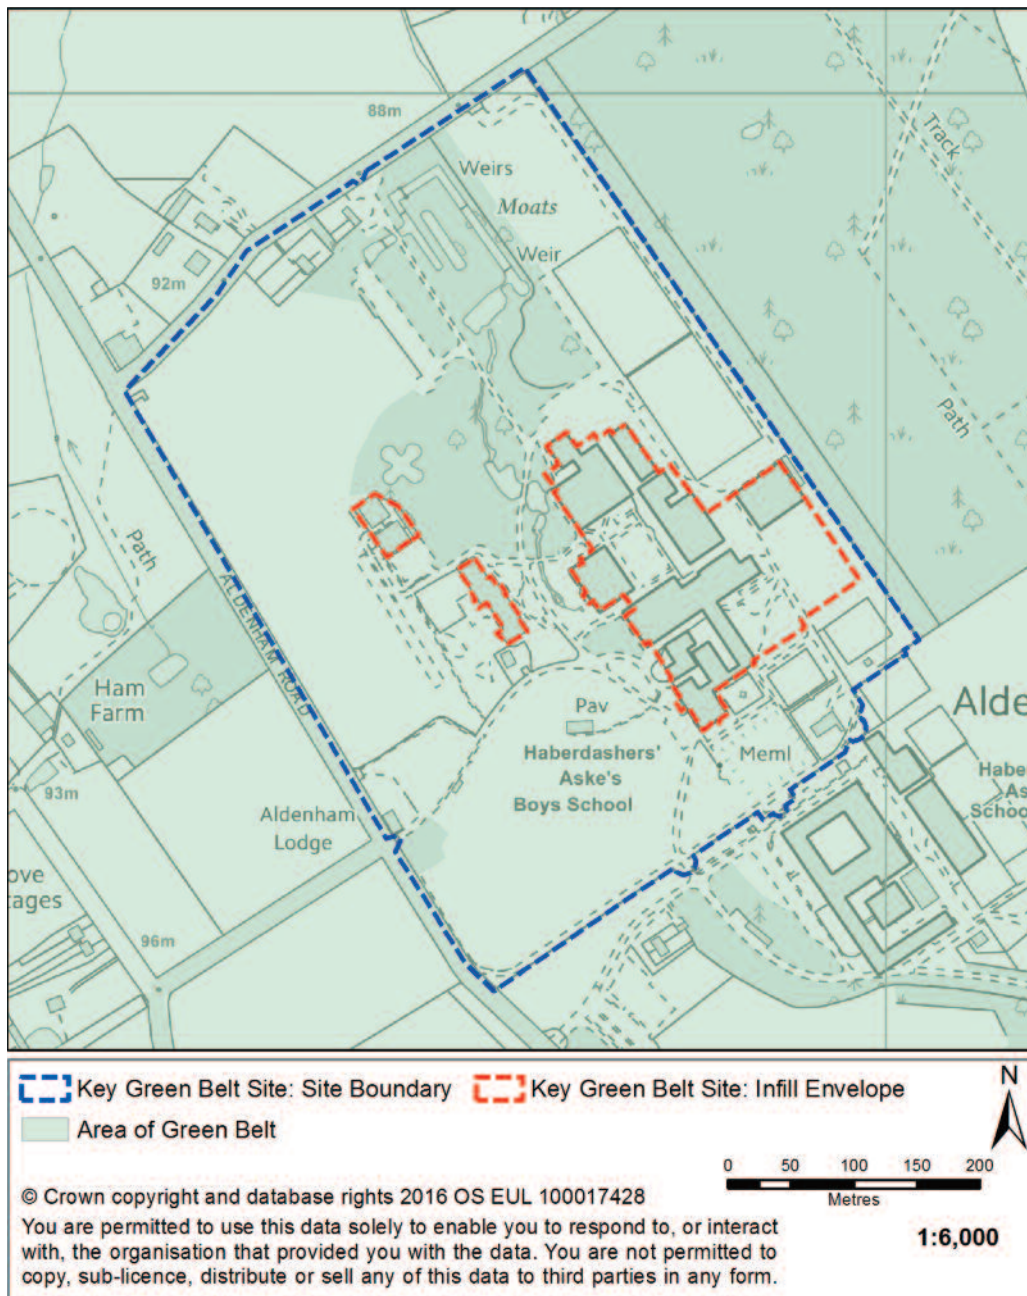 88m
Weirs
Moats
Weir
Track
92m
Path
Path
ALDENHAM ROAD
Ham
Farm
Pav
Haberdashers'
Aske's
Boys School
Meml
Alde
Habe
As
School
93m
Aldenham
Lodge
ove
tages
96m
Key Green Belt Site: Site Boundary
Key Green Belt Site: Infill Envelope
N
Area of Green Belt
0 50 100 150 200
Metres
© Crown copyright and database rights 2016 OS EUL 100017428
You are permitted to use this data solely to enable you to respond to, or interact
with, the organisation that provided you with the data. You are not permitted to
copy, sub-licence, distribute or sell any of this data to third parties in any form.
1:6,000